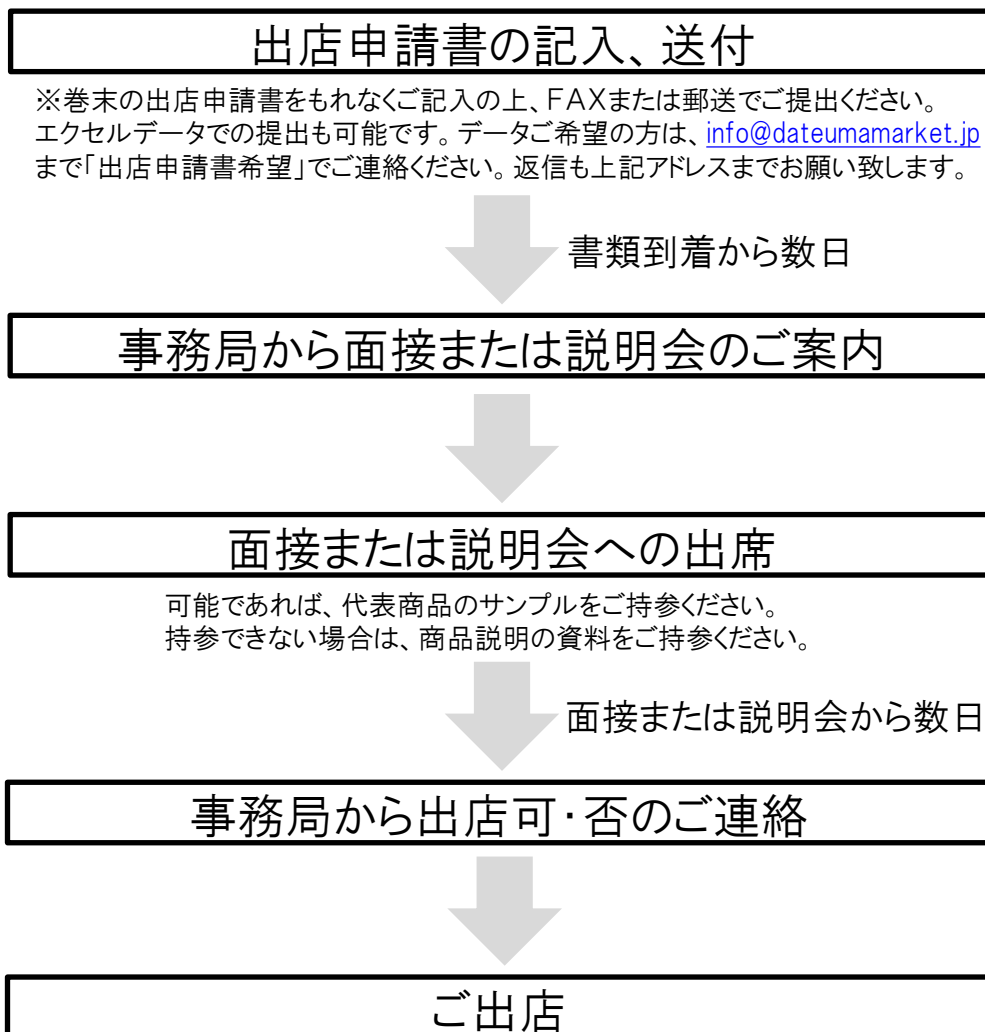 出店申請書の記入、送付
※巻末の出店申請書をもれなくご記入の上、FAXまたは郵送でご提出ください。
エクセルデータでの提出も可能です。データご希望の方は、info@dateumamarket.jp
まで「出店申請書希望」でご連絡ください。返信も上記アドレスまでお願い致します。
書類到着から数日
事務局から面接または説明会のご案内
面接または説明会への出席
可能であれば、代表商品のサンプルをご持参ください。
持参できない場合は、商品説明の資料をご持参ください。
面接または説明会から数日
事務局から出店可・否のご連絡
ご出店